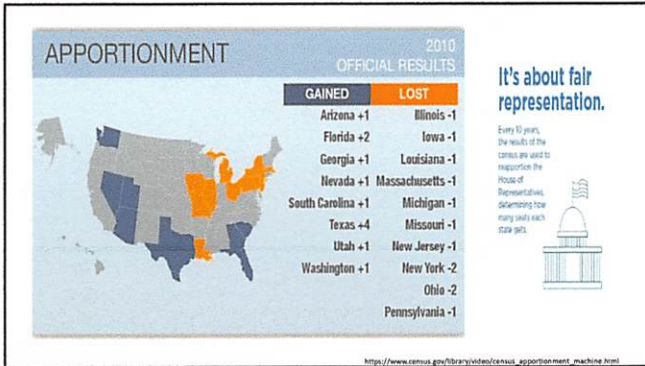 APPORTIONMENT
2010
OFFICIAL RESULTS
GAINED
LOST
Arizona +1
Illinois -1
Florida +2
Iowa -1
Georgia +1
Louisiana -1
Nevada +1
Massachusetts -1
South Carolina +1
Michigan -1
Texas +4
Missouri -1
Utah +1
New Jersey -1
Washington +1
New York -2
Ohio -2
Pennsylvania -1
It's about fair
representation.
Every 10 years,
the results of the
census are used to
reapportion the
House of
Representatives,
determining how
many seats each
state gets.
https://www.census.gov/library/video/census_apportionment_machine.html